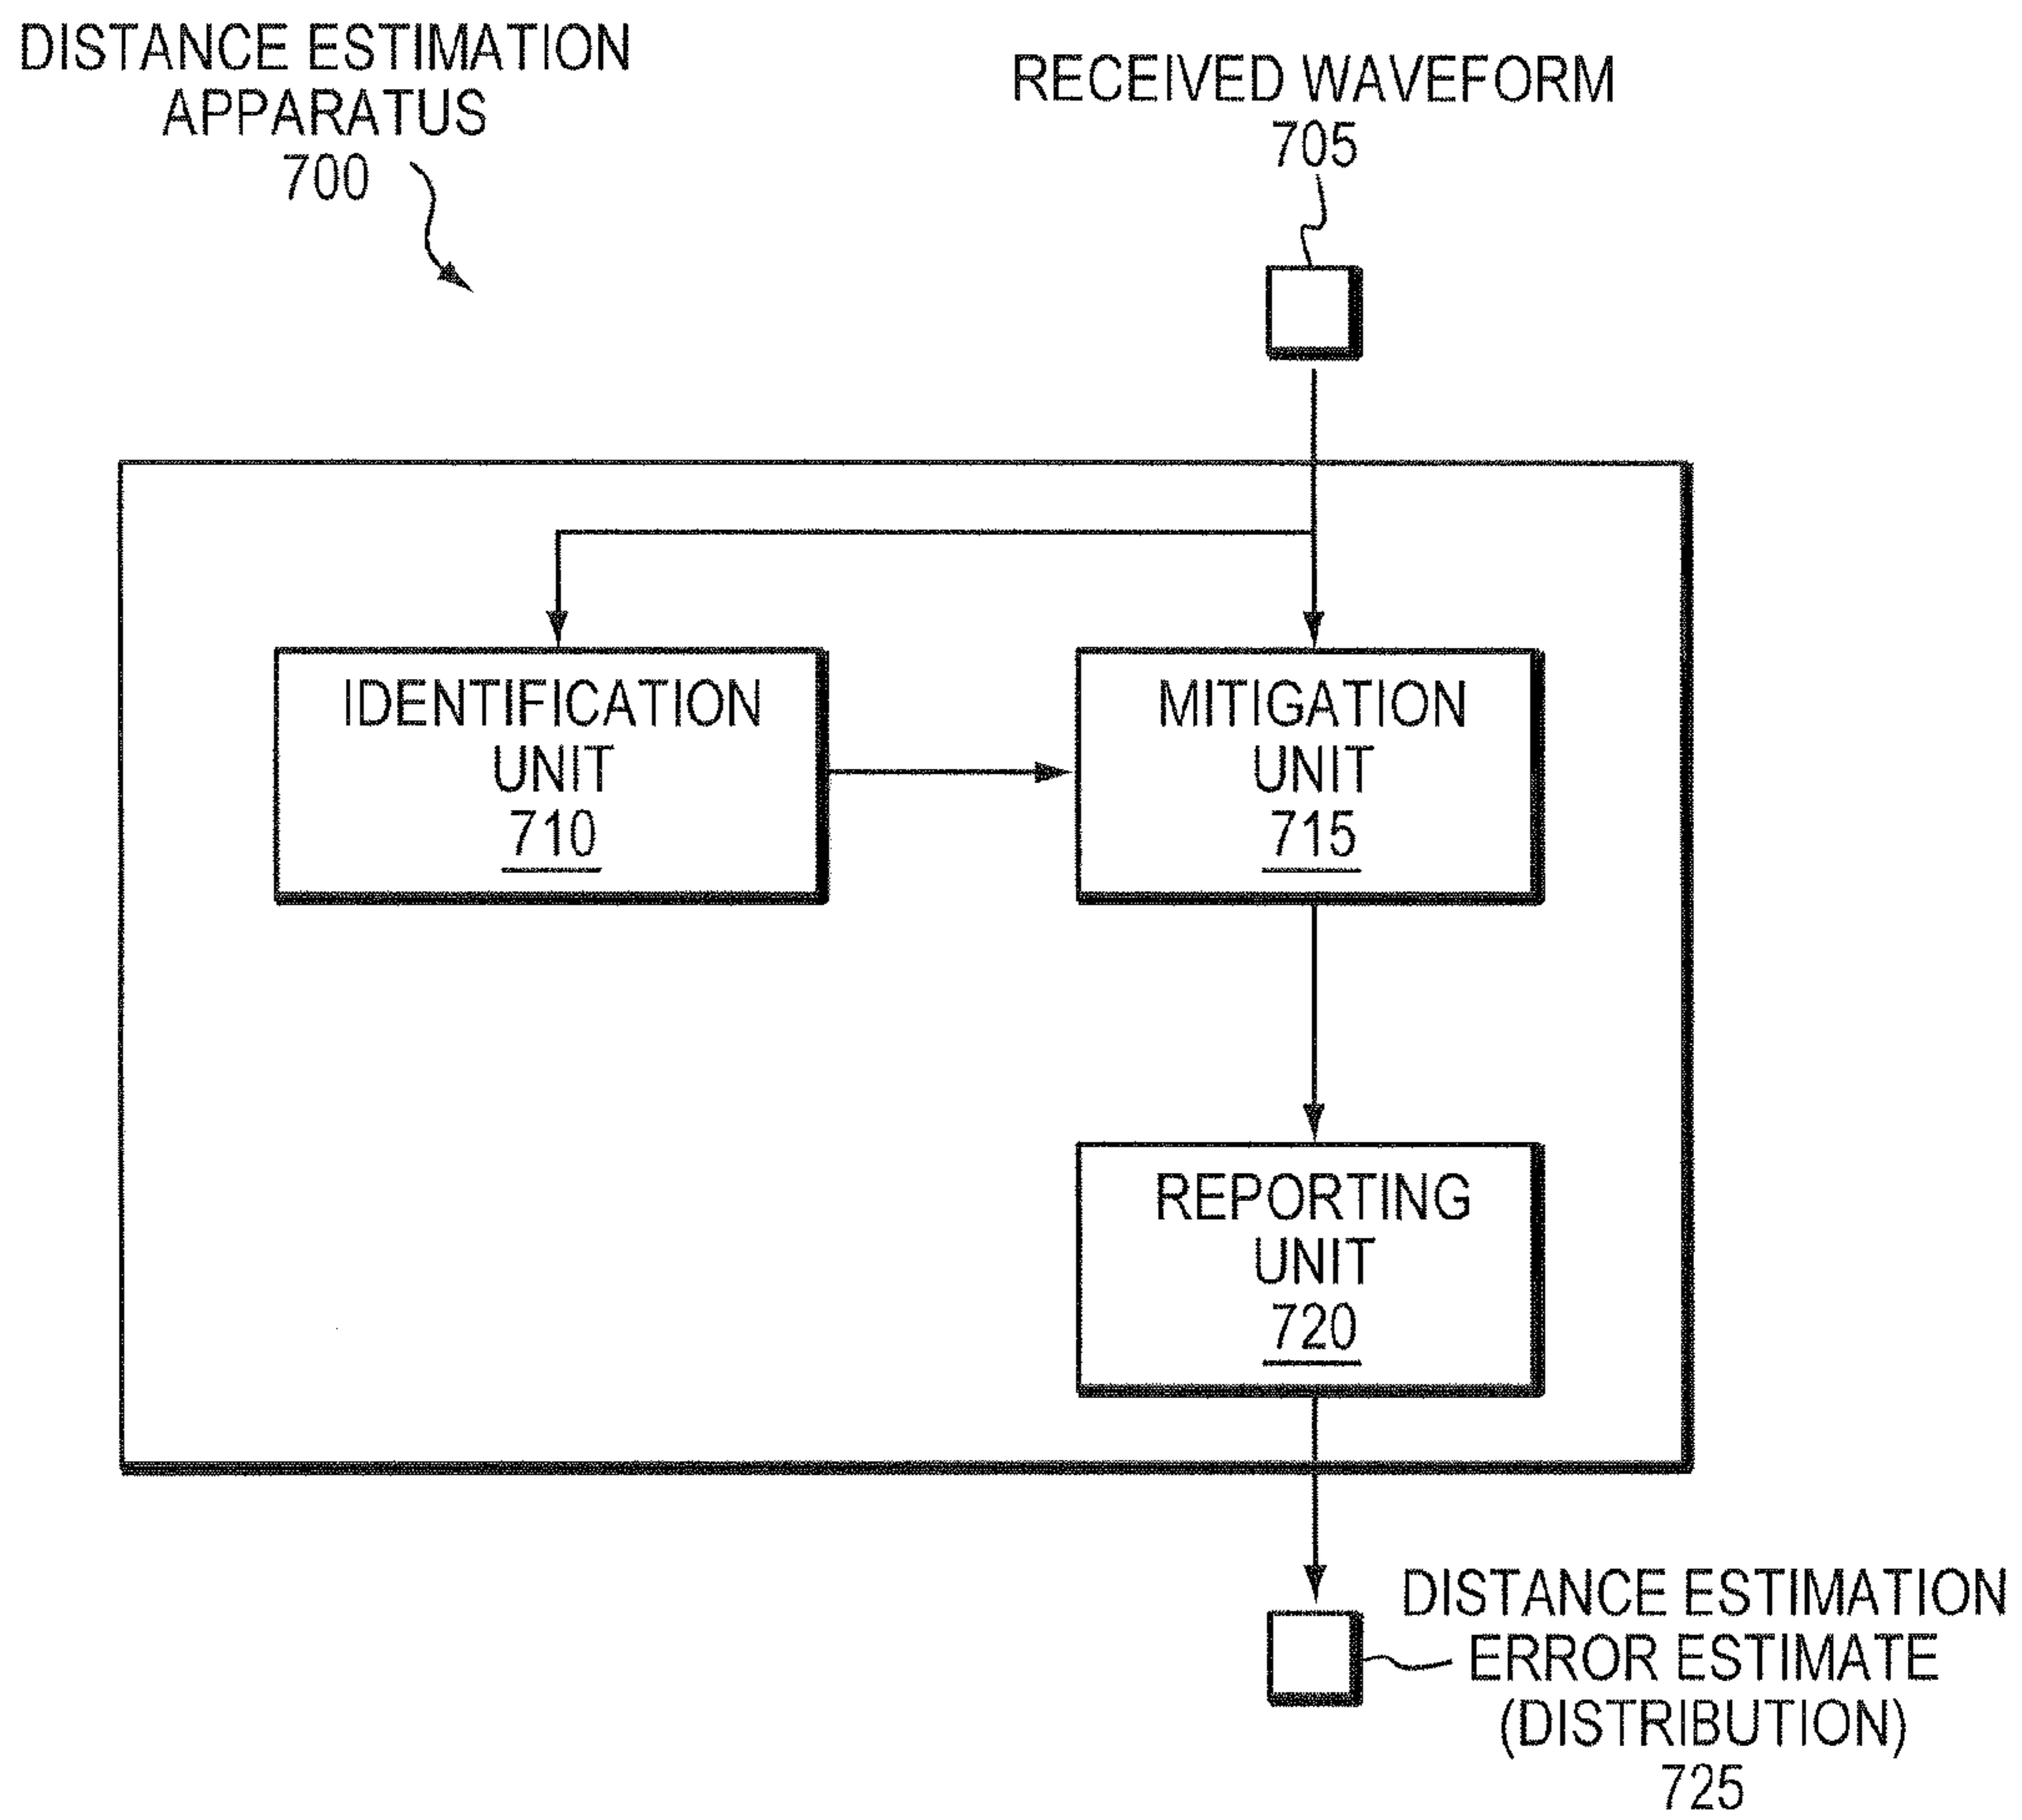 DISTANCE ESTIMATION
APPARATUS
700
RECEIVED WAVEFORM
705
IDENTIFICATION
UNIT
710
MITIGATION
UNIT
715
REPORTING
UNIT
720
DISTANCE ESTIMATION
ERROR ESTIMATE
(DISTRIBUTION)
725